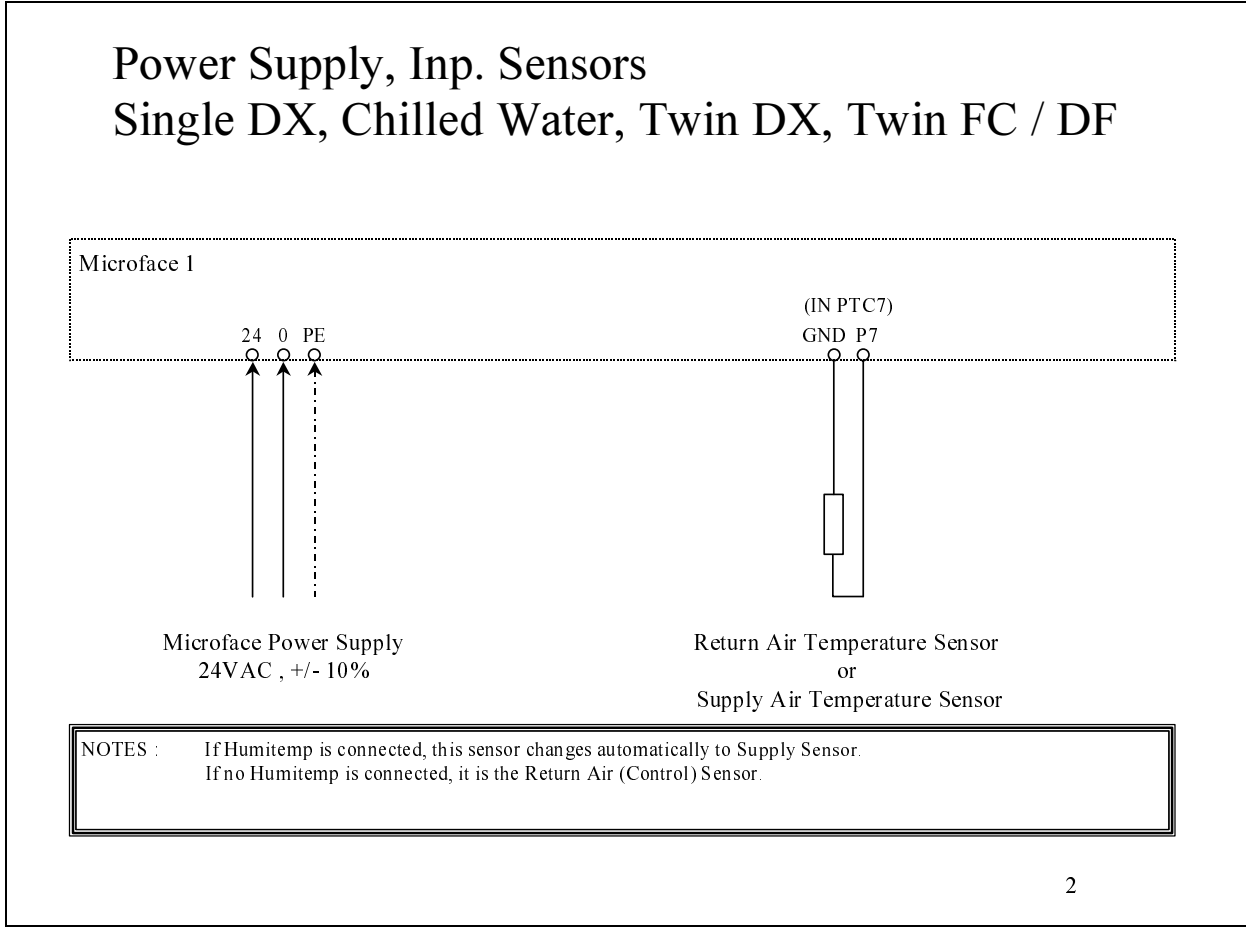 Power Supply, Inp. Sensors
Single DX, Chilled Water, Twin DX, Twin FC / DF
Microface 1
(IN PTC7)
24 0 PE
GND P7
Microface Power Supply
24VAC , +/- 10%
Return Air Temperature Sensor
or
Supply Air Temperature Sensor
NOTES : If Humitemp is connected, this sensor changes automatically to Supply Sensor.
If no Humitemp is connected, it is the Return Air (Control) Sensor.
2